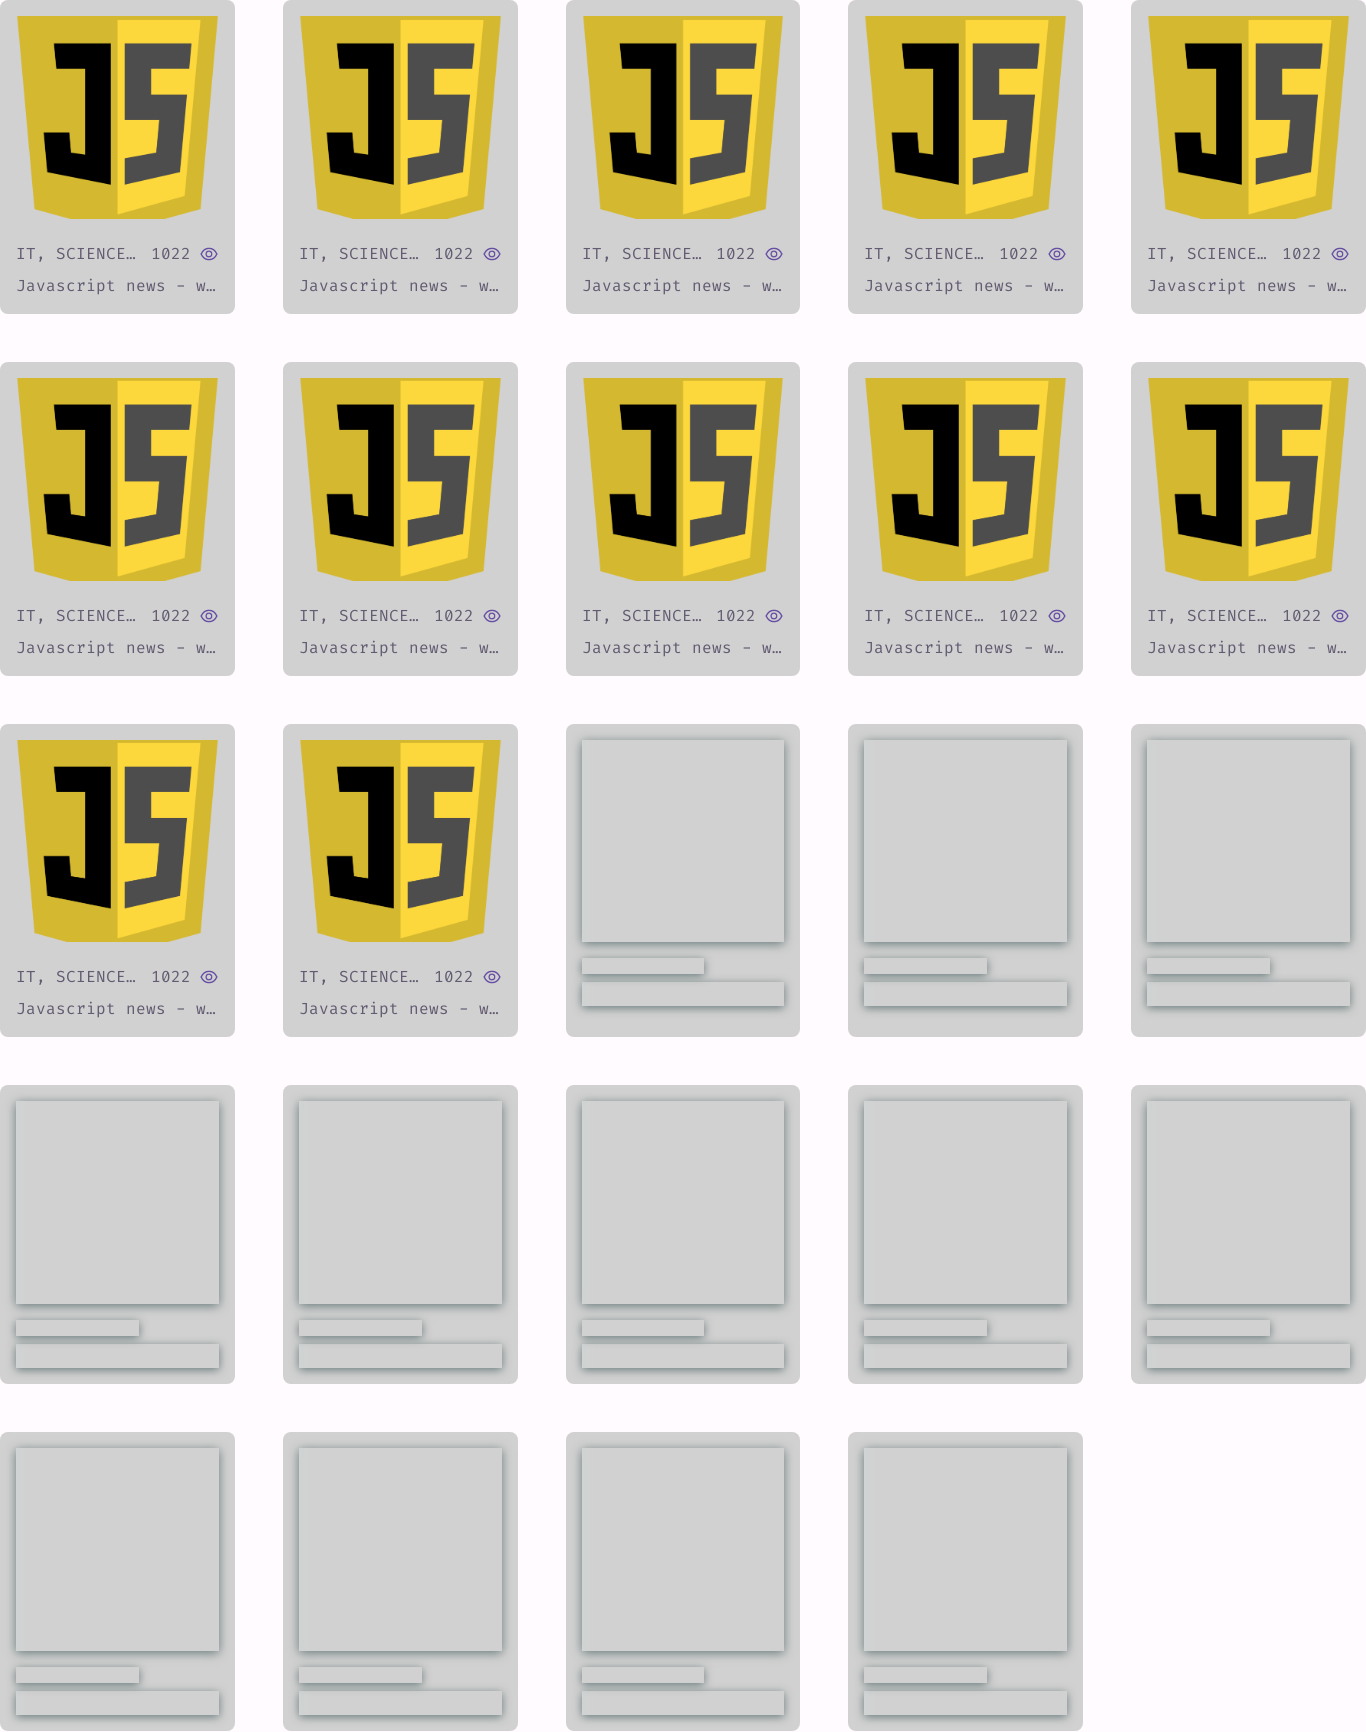 JS JS JS JS JS
IT, SCIENCE… 1022 IT, SCIENCE… 1022 IT, SCIENCE… 1022 IT, SCIENCE… 1022 IT, SCIENCE… 1022
Javascript news - w… Javascript news - w… Javascript news - w… Javascript news - w… Javascript news - w…
JS JS JS JS JS
IT, SCIENCE… 1022 IT, SCIENCE… 1022 IT, SCIENCE… 1022 IT, SCIENCE… 1022 IT, SCIENCE… 1022
Javascript news - w… Javascript news - w… Javascript news - w… Javascript news - w… Javascript news - w…
JS JS
IT, SCIENCE… 1022 IT, SCIENCE… 1022
Javascript news - w… Javascript news - w…